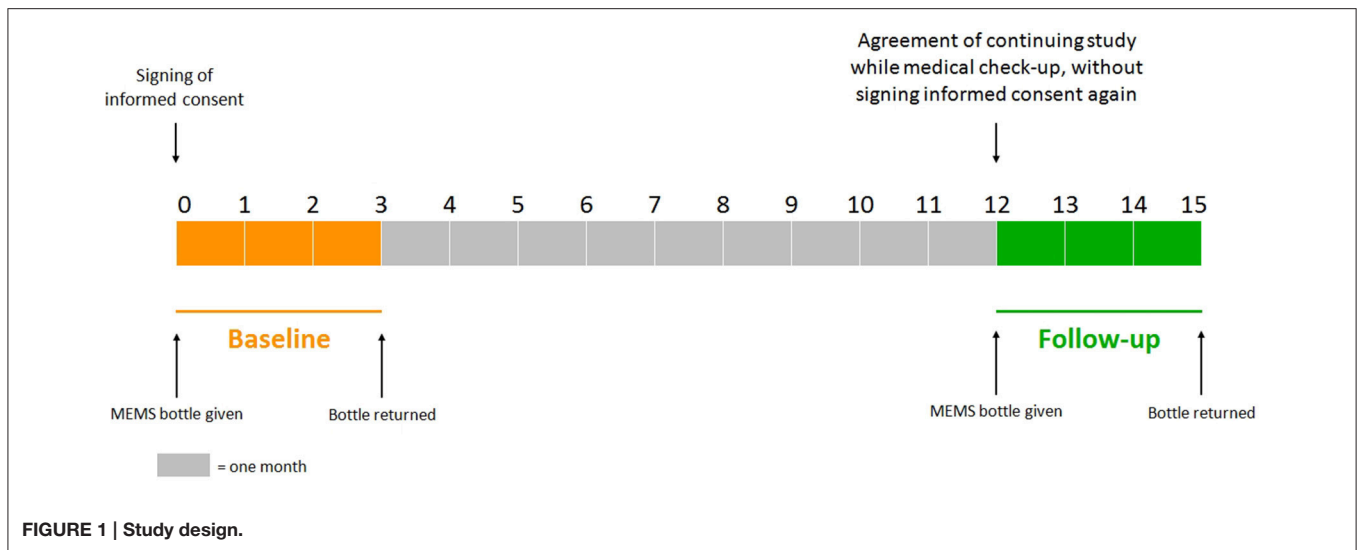 Signing of
informed consent
Agreement of continuing study
while medical check-up, without
signing informed consent again
0 1 2 3 4 5 6 7 8 9 10 11 12 13 14 15
Baseline
Follow-up
MEMS bottle given
Bottle returned
MEMS bottle given
Bottle returned
= one month
FIGURE 1 | Study design.